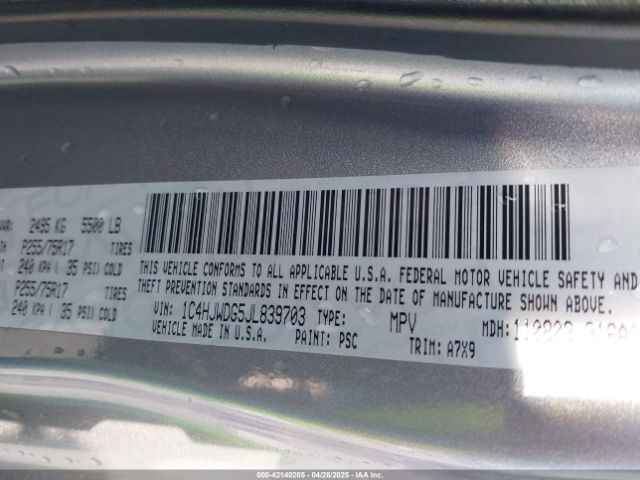 2495 KG 5500 LB
P255/75R17 TIRES
240 KPA ( 35 PSI) COLD
P255/75R17 TIRES
240 KPA ( 35 PSI) COLD
THIS VEHICLE CONFORMS TO ALL APPLICABLE U.S.A. FEDERAL MOTOR VEHICLE SAFETY AND
THEFT PREVENTION STANDARDS IN EFFECT ON THE DATE OF MANUFACTURE SHOWN ABOVE.
VIN: 1C4HJWDG5JL839703 TYPE: MPV MDH:
MADE IN U.S.A. PAINT: PSC TRIM: A7X9
000-42140205 - 04/28/2025 - IAAI.COM